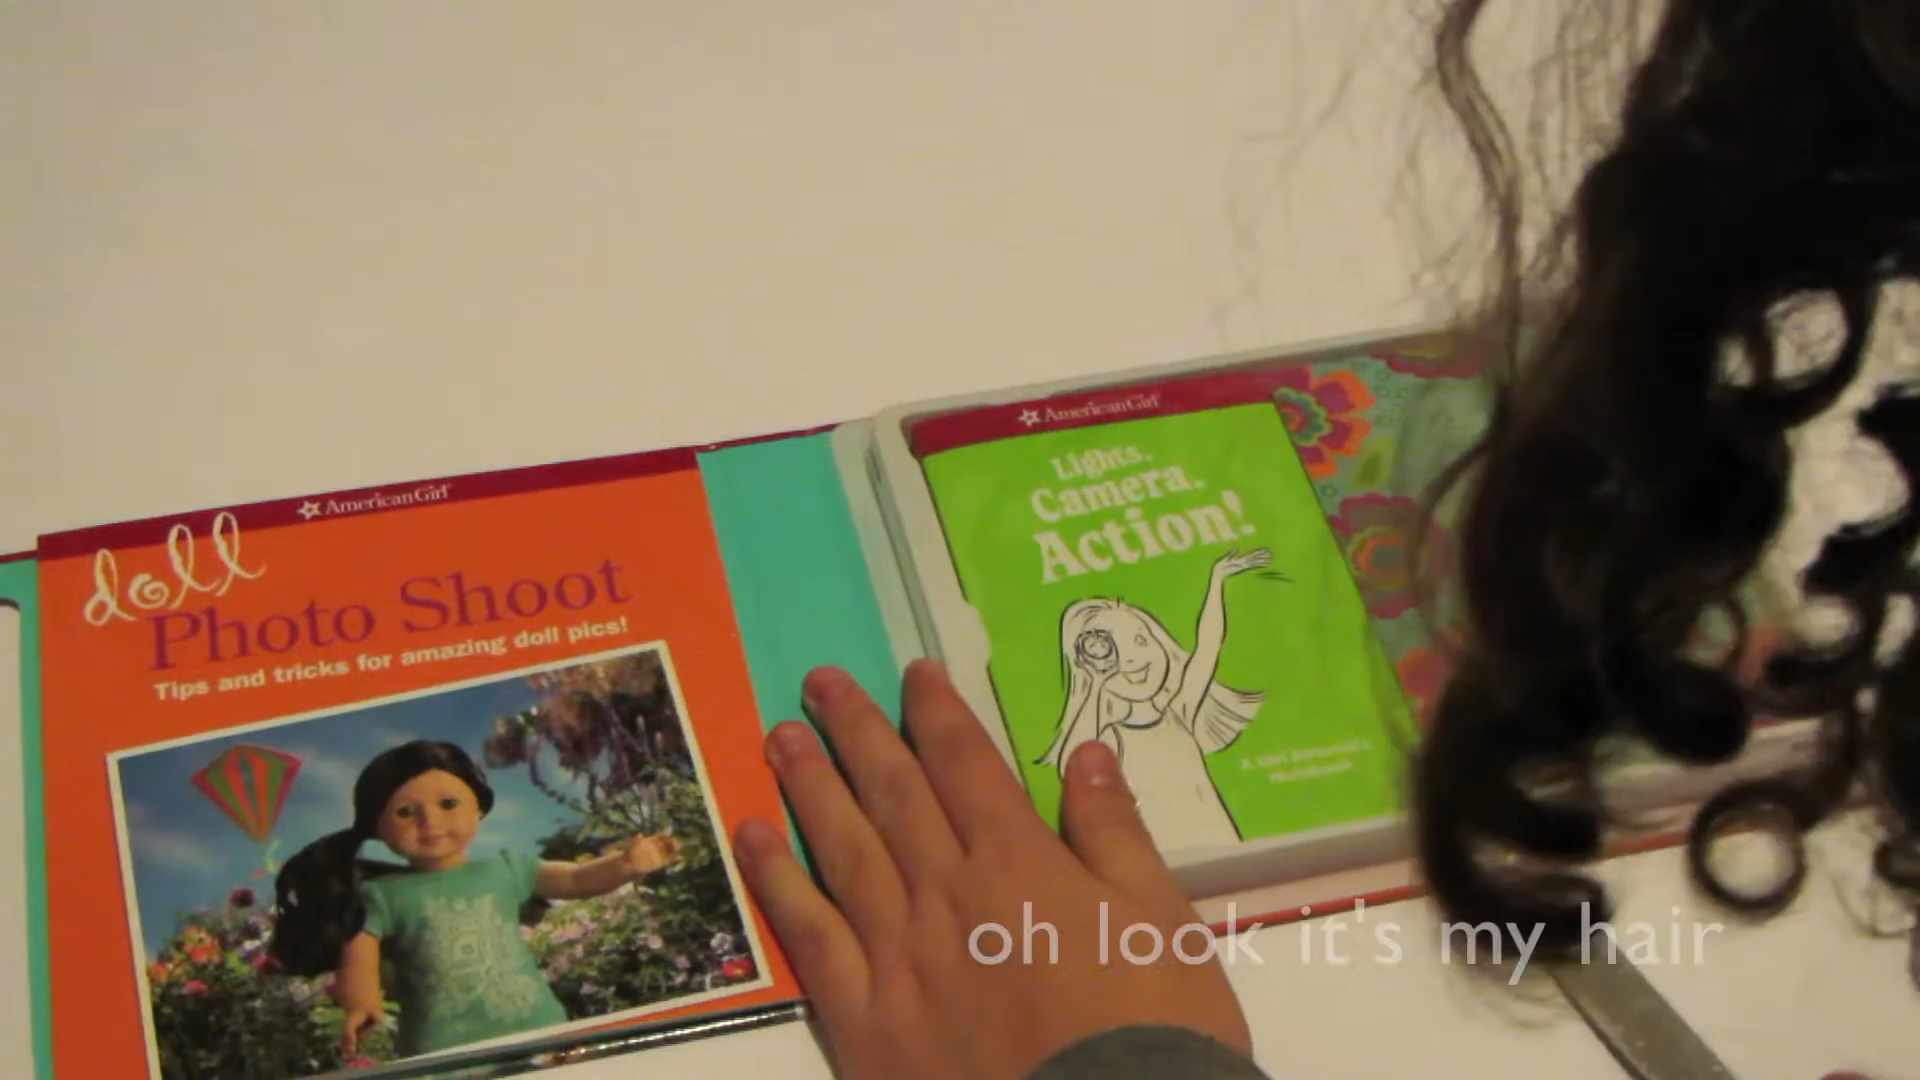 AmericanGirl
doll
Photo Shoot
Tips and tricks for amazing doll pics!
AmericanGirl
Lights.
Camera.
Action!
A Girl
oh look it's my hair